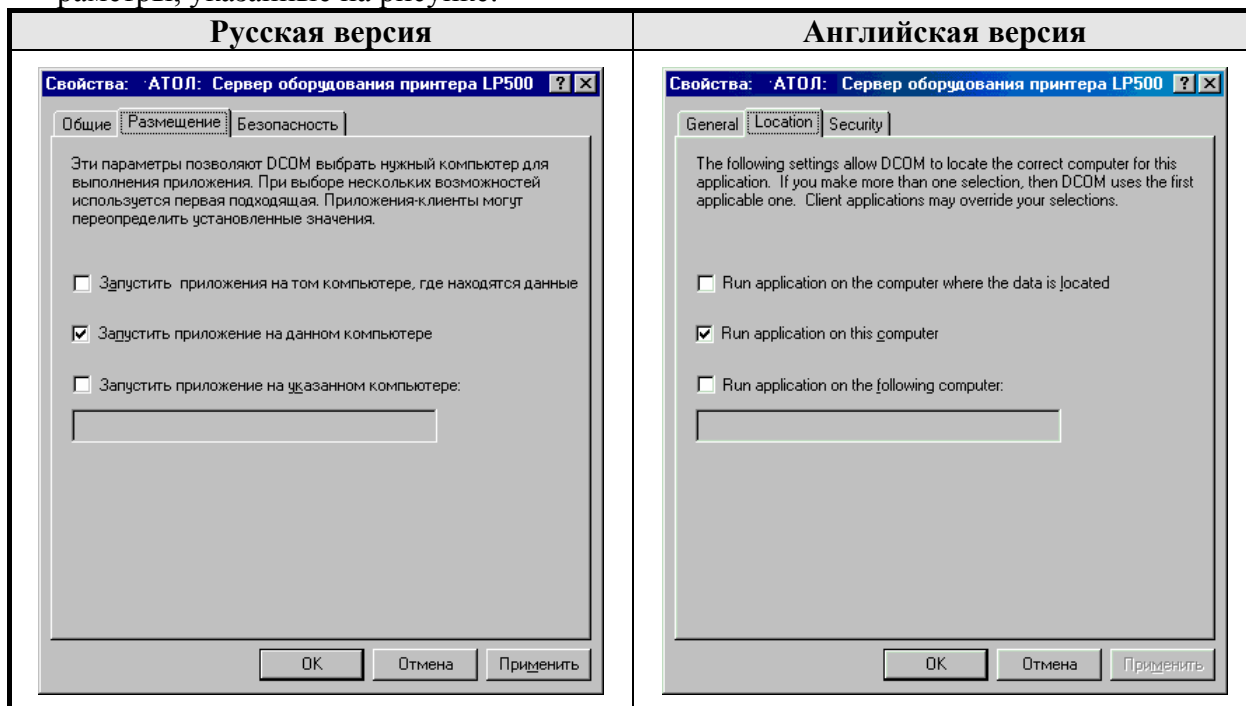 раметры, указанные на рисунке.
Русская версия
Английская версия
Свойства: ·АТОЛ: Сервер оборудования принтера LP500
Общие Размещение Безопасность
Эти параметры позволяют DCOM выбрать нужный компьютер для
выполнения приложения. При выборе нескольких возможностей
используется первая подходящая. Приложения-клиенты могут
переопределить установленные значения.
Запустить приложения на том компьютере, где находятся данные
Запустить приложение на данном компьютере
Запустить приложение на указанном компьютере:
OK Отмена Применить
Свойства: ·АТОЛ: Сервер оборудования принтера LP500
General Location Security
The following settings allow DCOM to locate the correct computer for this
application. If you make more than one selection, then DCOM uses the first
applicable one. Client applications may override your selections.
Run application on the computer where the data is located
Run application on this computer
Run application on the following computer:
OK Отмена Применить